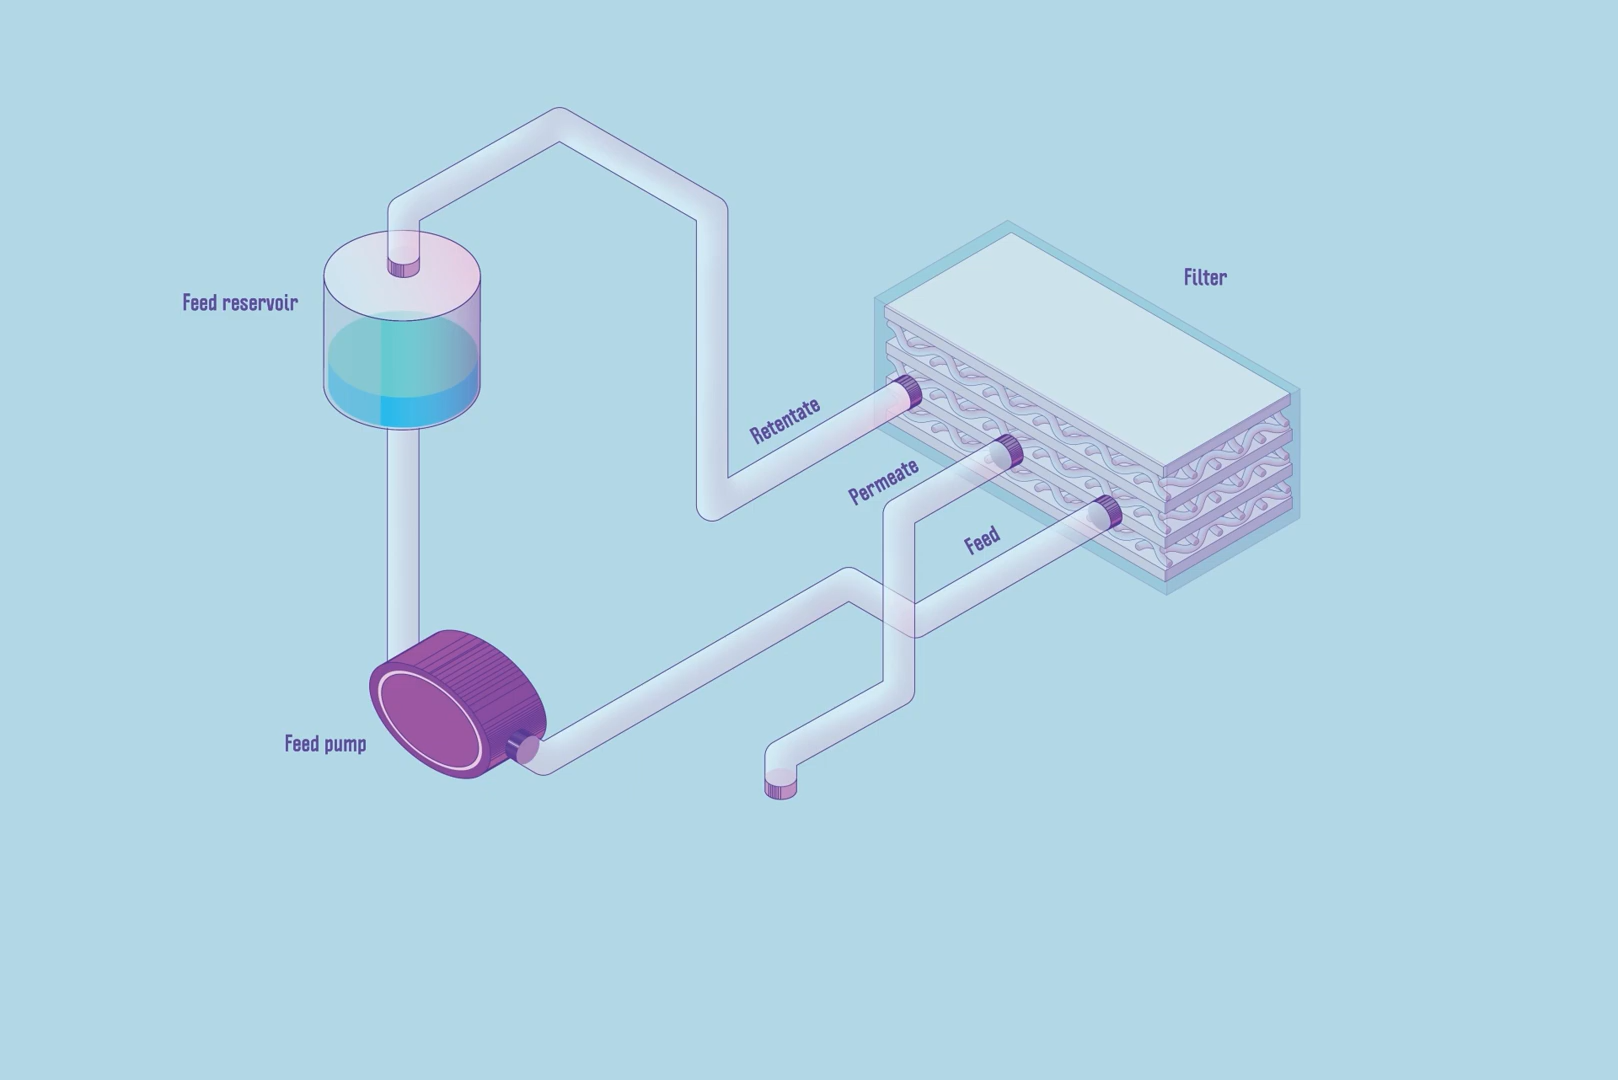 Filter
Feed reservoir
Retentate
Permeate
Feed
Feed pump